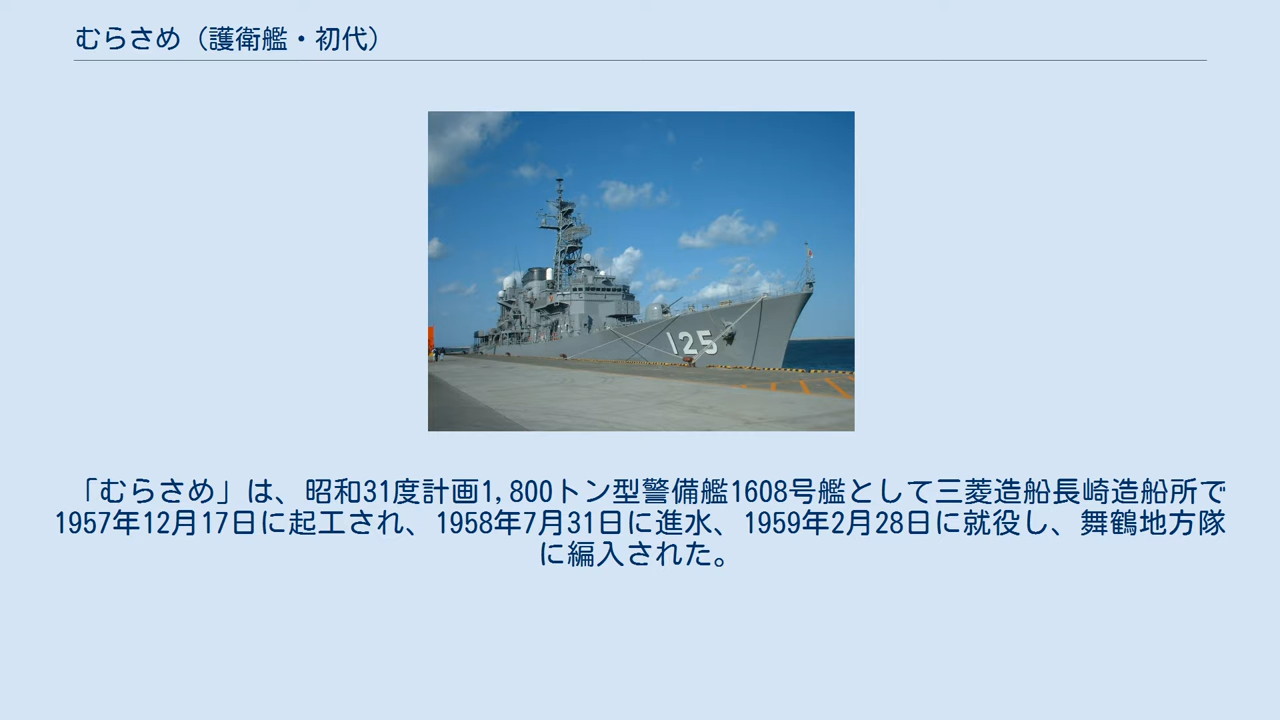 むらさめ（護衛艦・初代）
125
「むらさめ」は、昭和31度計画1,800トン型警備艦1608号艦として三菱造船長崎造船所で
1957年12月17日に起工され、1958年7月31日に進水、1959年2月28日に就役し、舞鶴地方隊
に編入された。